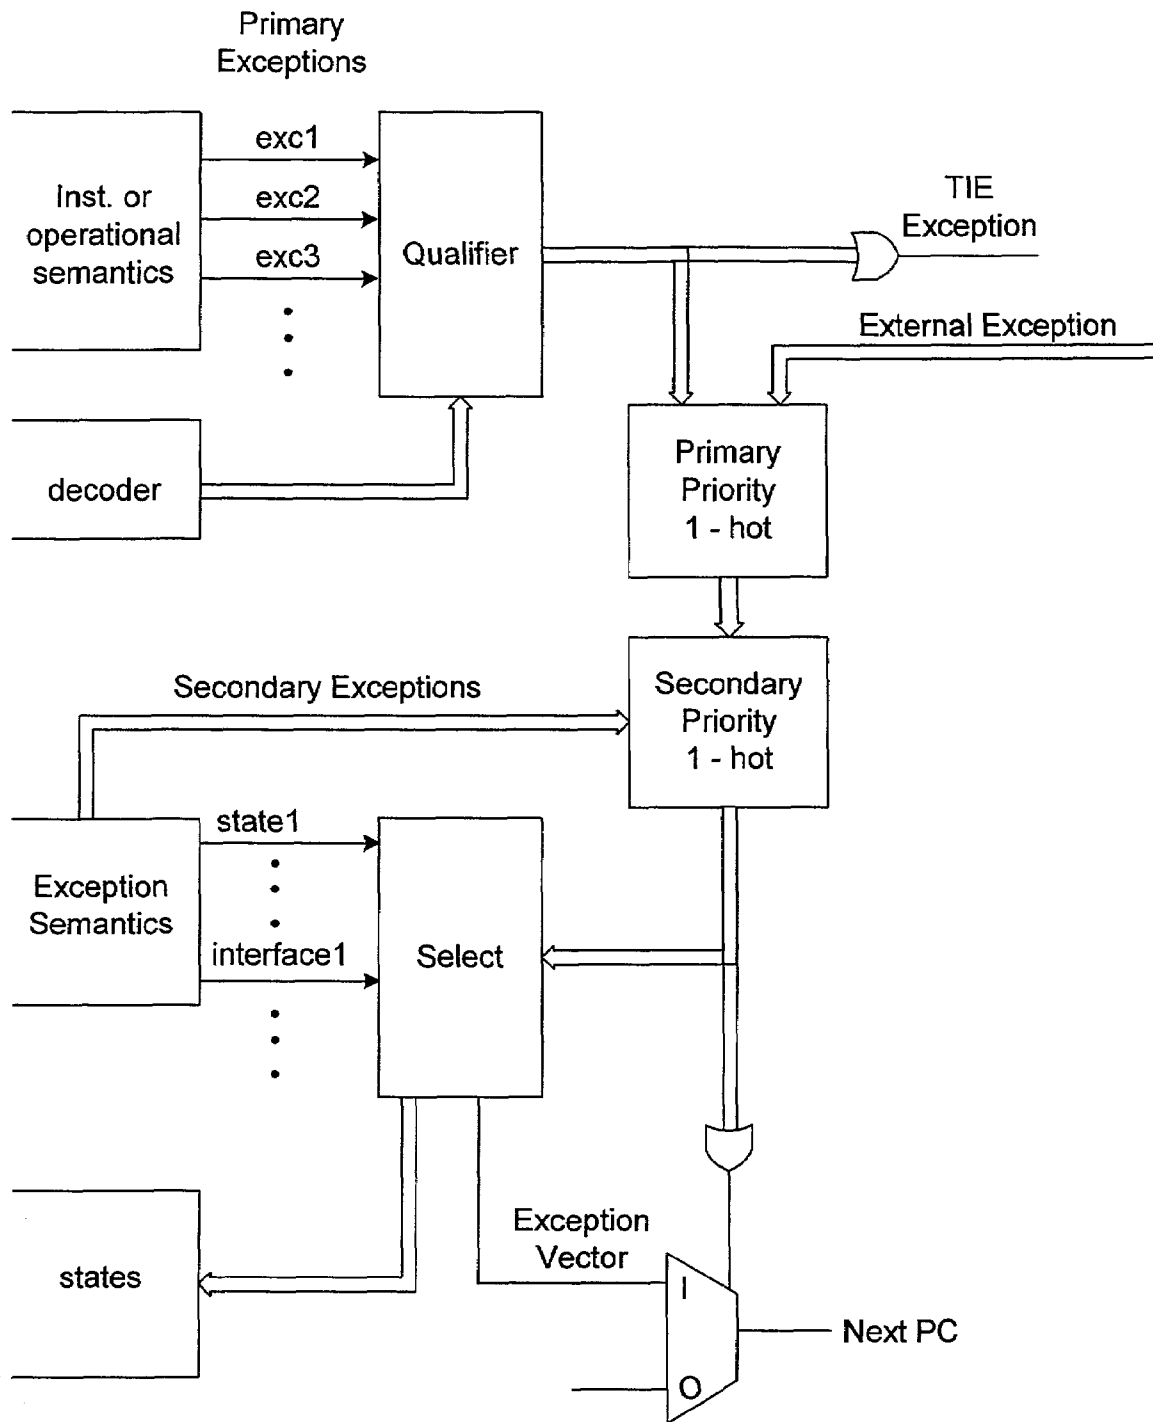 Primary
Exceptions
exc1
exc2
exc3
Inst. or
operational
semantics
Qualifier
TIE
Exception
External Exception
decoder
Primary
Priority
1 - hot
Secondary Exceptions
Secondary
Priority
1 - hot
state1
Exception
Semantics
interface1
Select
Exception
Vector
states
I
Next PC
O